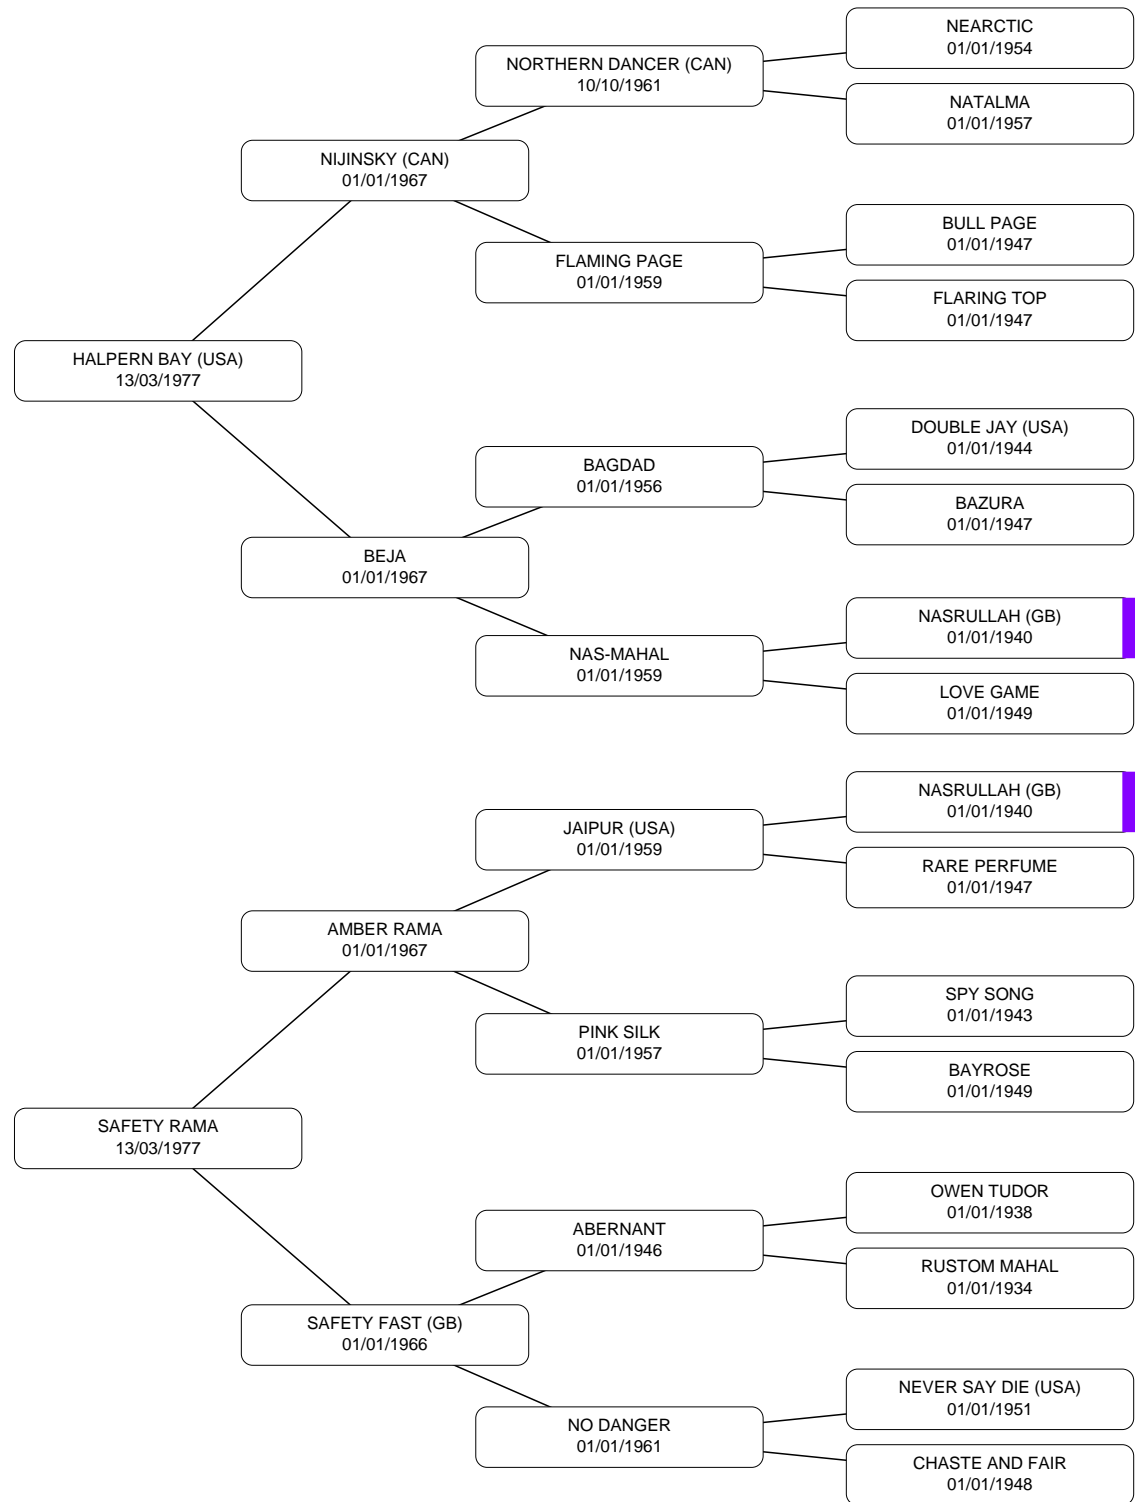 NEARCTIC
01/01/1954
NORTHERN DANCER (CAN)
10/10/1961
NATALMA
01/01/1957
NIJINSKY (CAN)
01/01/1967
BULL PAGE
01/01/1947
FLAMING PAGE
01/01/1959
FLARING TOP
01/01/1947
HALPERN BAY (USA)
13/03/1977
DOUBLE JAY (USA)
01/01/1944
BAGDAD
01/01/1956
BAZURA
01/01/1947
BEJA
01/01/1967
NASRULLAH (GB)
01/01/1940
NAS-MAHAL
01/01/1959
LOVE GAME
01/01/1949
NASRULLAH (GB)
01/01/1940
JAIPUR (USA)
01/01/1959
RARE PERFUME
01/01/1947
AMBER RAMA
01/01/1967
SPY SONG
01/01/1943
PINK SILK
01/01/1957
BAYROSE
01/01/1949
SAFETY RAMA
13/03/1977
OWEN TUDOR
01/01/1938
ABERNANT
01/01/1946
RUSTOM MAHAL
01/01/1934
SAFETY FAST (GB)
01/01/1966
NEVER SAY DIE (USA)
01/01/1951
NO DANGER
01/01/1961
CHASTE AND FAIR
01/01/1948